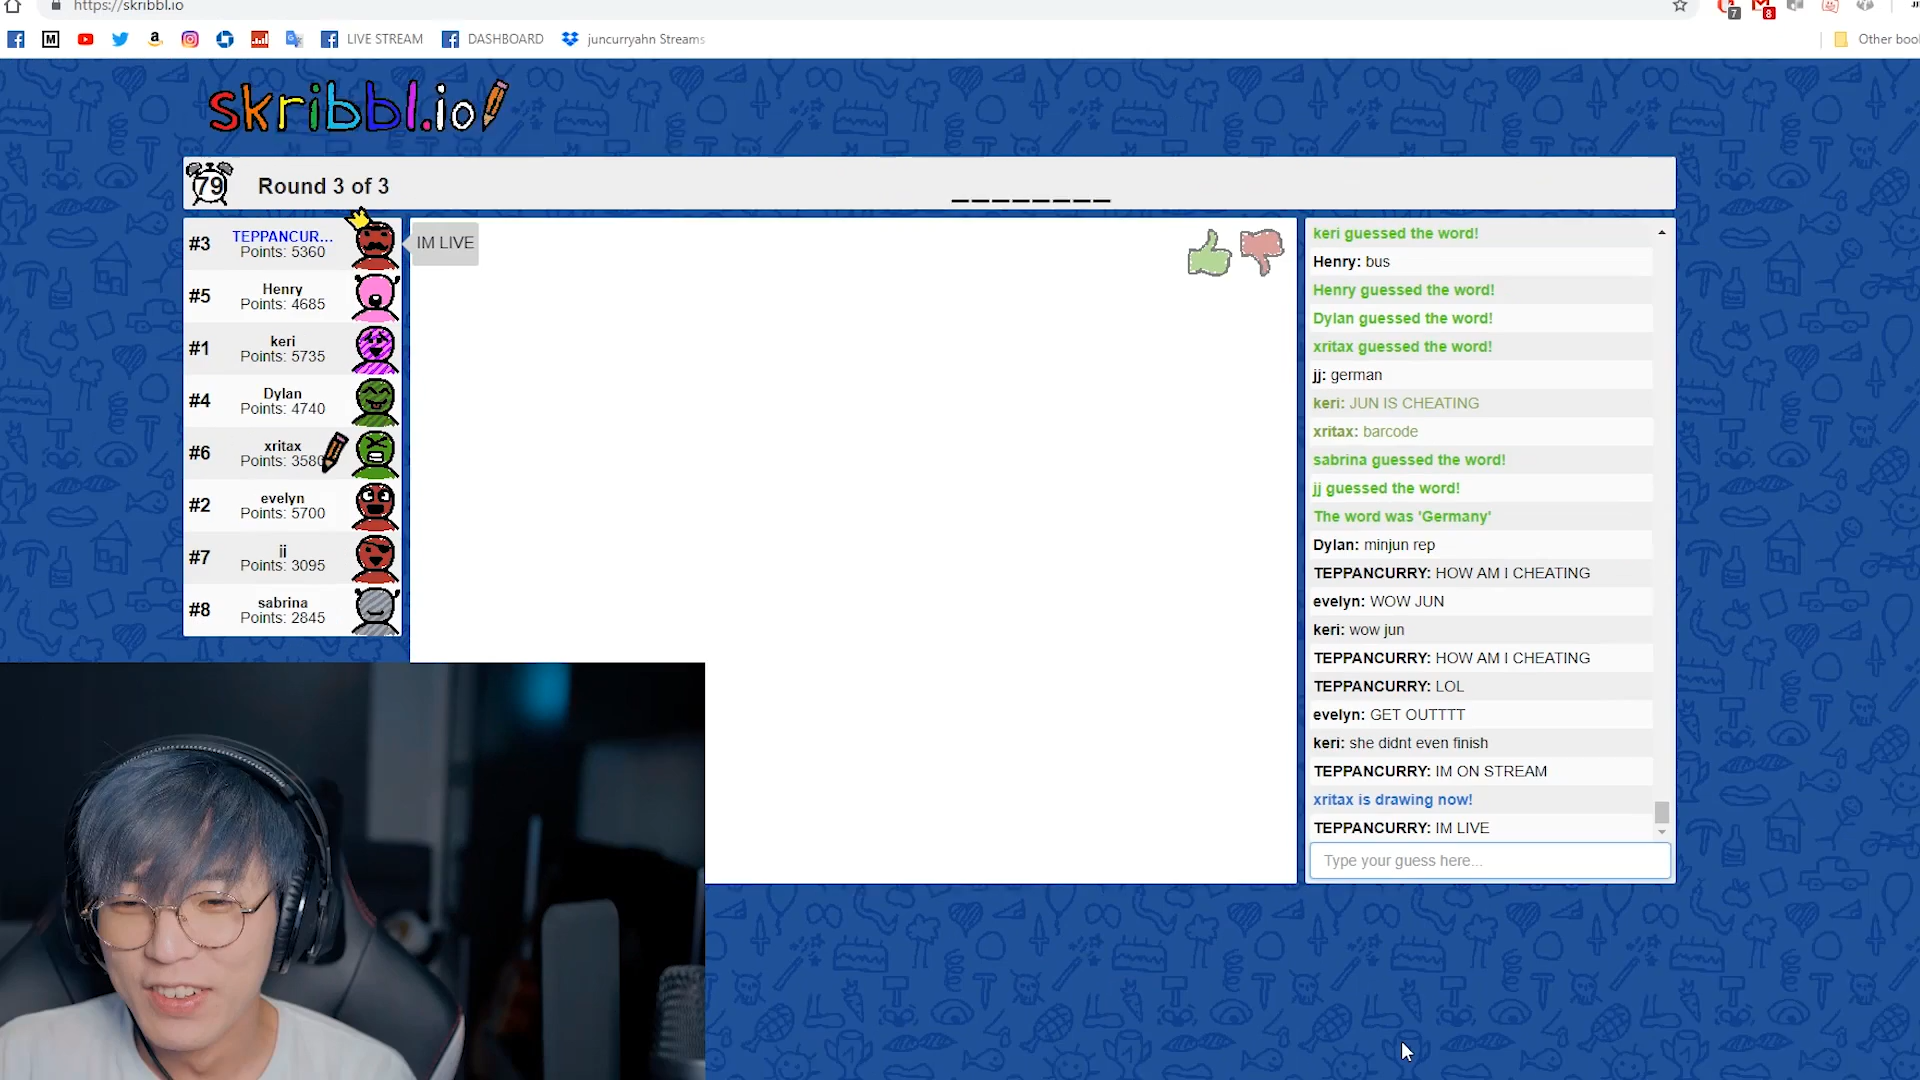 https://skribbl.io
7
8
M
LIVE STREAM
DASHBOARD
juncurryahn Streams
Other boo
skribbl.io
79
Round 3 of 3
________
#3
TEPPANCUR...
Points: 5360
IM LIVE
#5
Henry
Points: 4685
#1
keri
Points: 5735
#4
Dylan
Points: 4740
#6
xritax
Points: 3580
#2
evelyn
Points: 5700
#7
jj
Points: 3095
#8
sabrina
Points: 2845
keri guessed the word!
Henry: bus
Henry guessed the word!
Dylan guessed the word!
xritax guessed the word!
jj: german
keri: JUN IS CHEATING
xritax: barcode
sabrina guessed the word!
jj guessed the word!
The word was 'Germany'
Dylan: minjun rep
TEPPANCURRY: HOW AM I CHEATING
evelyn: WOW JUN
keri: wow jun
TEPPANCURRY: HOW AM I CHEATING
TEPPANCURRY: LOL
evelyn: GET OUTTTT
keri: she didnt even finish
TEPPANCURRY: IM ON STREAM
xritax is drawing now!
TEPPANCURRY: IM LIVE
Type your guess here...